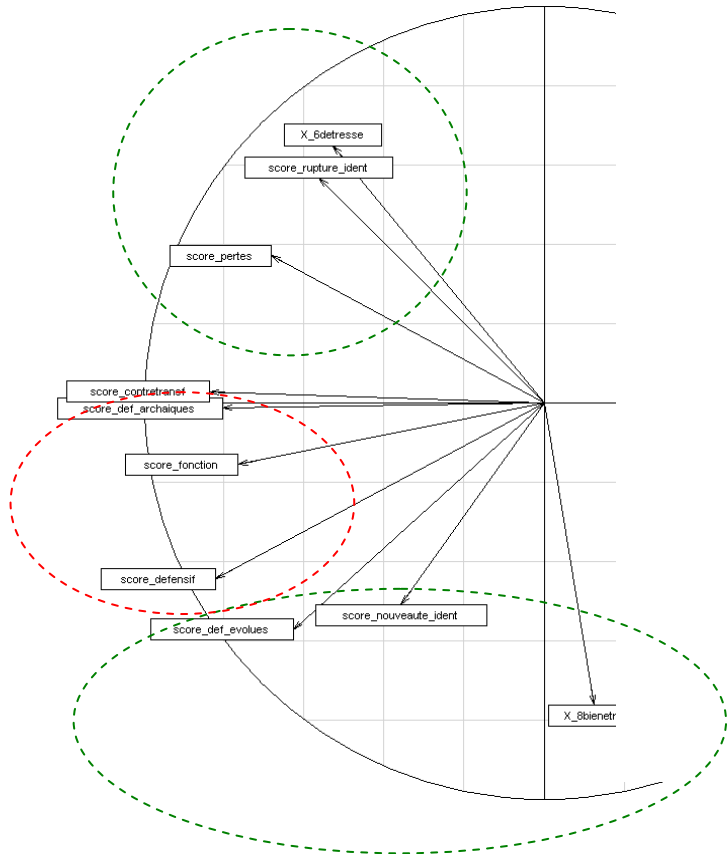 X_6detresse
score_rupture_ident
score_pertes
score_contretransf
score_def_archaiques
score_fonction
score_defensif
score_nouveaute_ident
score_def_evolues
X_8bienetr